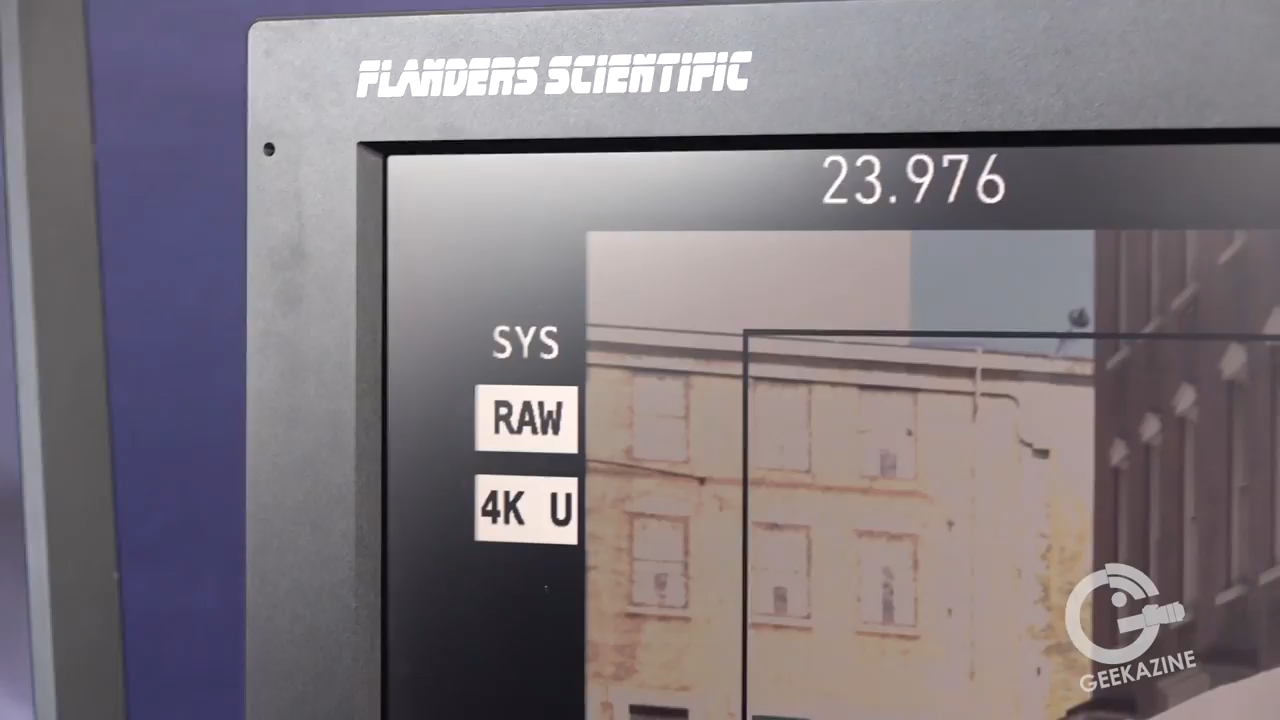 FLANDERS SCIENTIFIC
23.976
SYS
RAW
4K U
GEEKAZINE